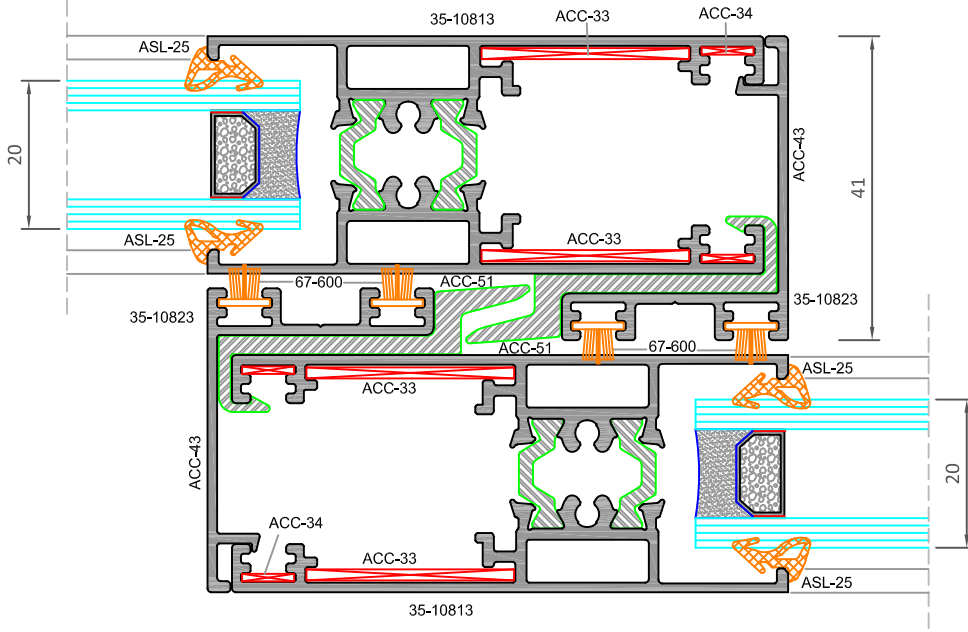 35-10813
ACC-33
ACC-34
ASL-25
20
ACC-43
41
ASL-25
ACC-33
67-600
ACC-51
35-10823
35-10823
ACC-51
67-600
ASL-25
ACC-33
ACC-43
20
ACC-34
ACC-33
ASL-25
35-10813